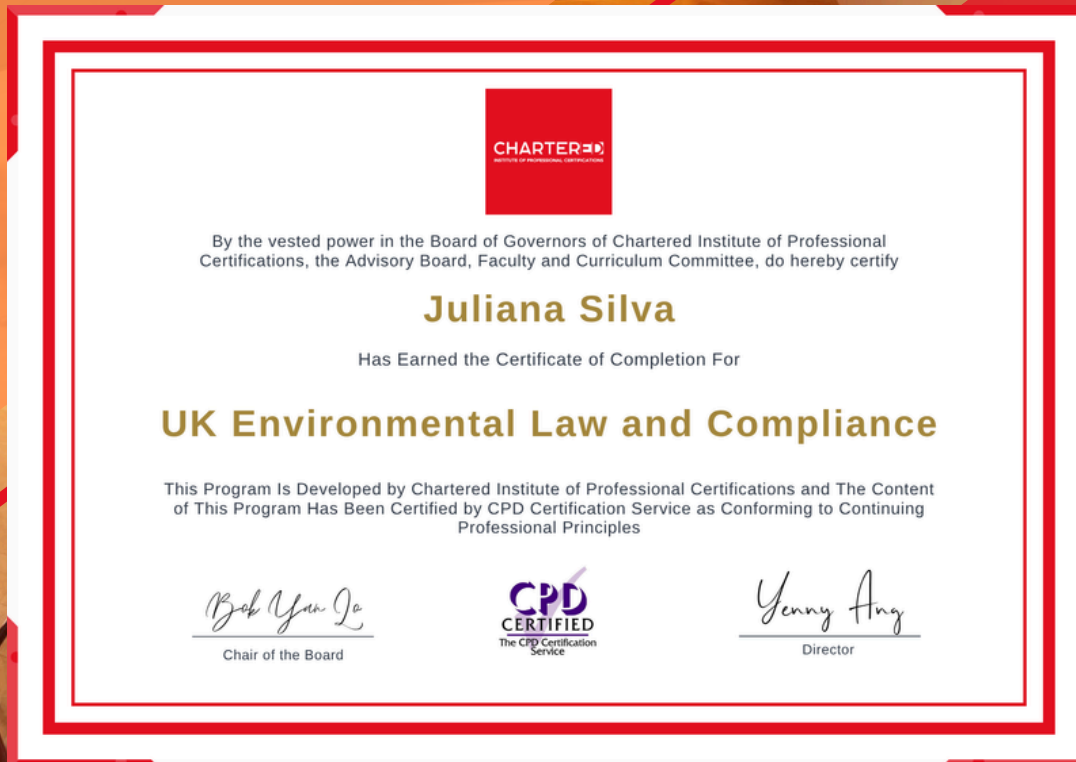 CHARTERED
INSTITUTE OF PROFESSIONAL CERTIFICATIONS
By the vested power in the Board of Governors of Chartered Institute of Professional
Certifications, the Advisory Board, Faculty and Curriculum Committee, do hereby certify
Juliana Silva
Has Earned the Certificate of Completion For
UK Environmental Law and Compliance
This Program Is Developed by Chartered Institute of Professional Certifications and The Content
of This Program Has Been Certified by CPD Certification Service as Conforming to Continuing
Professional Principles
Bok Yan Lo
Chair of the Board
CPD
CERTIFIED
The CPD Certification
Service
Yenny Ang
Director